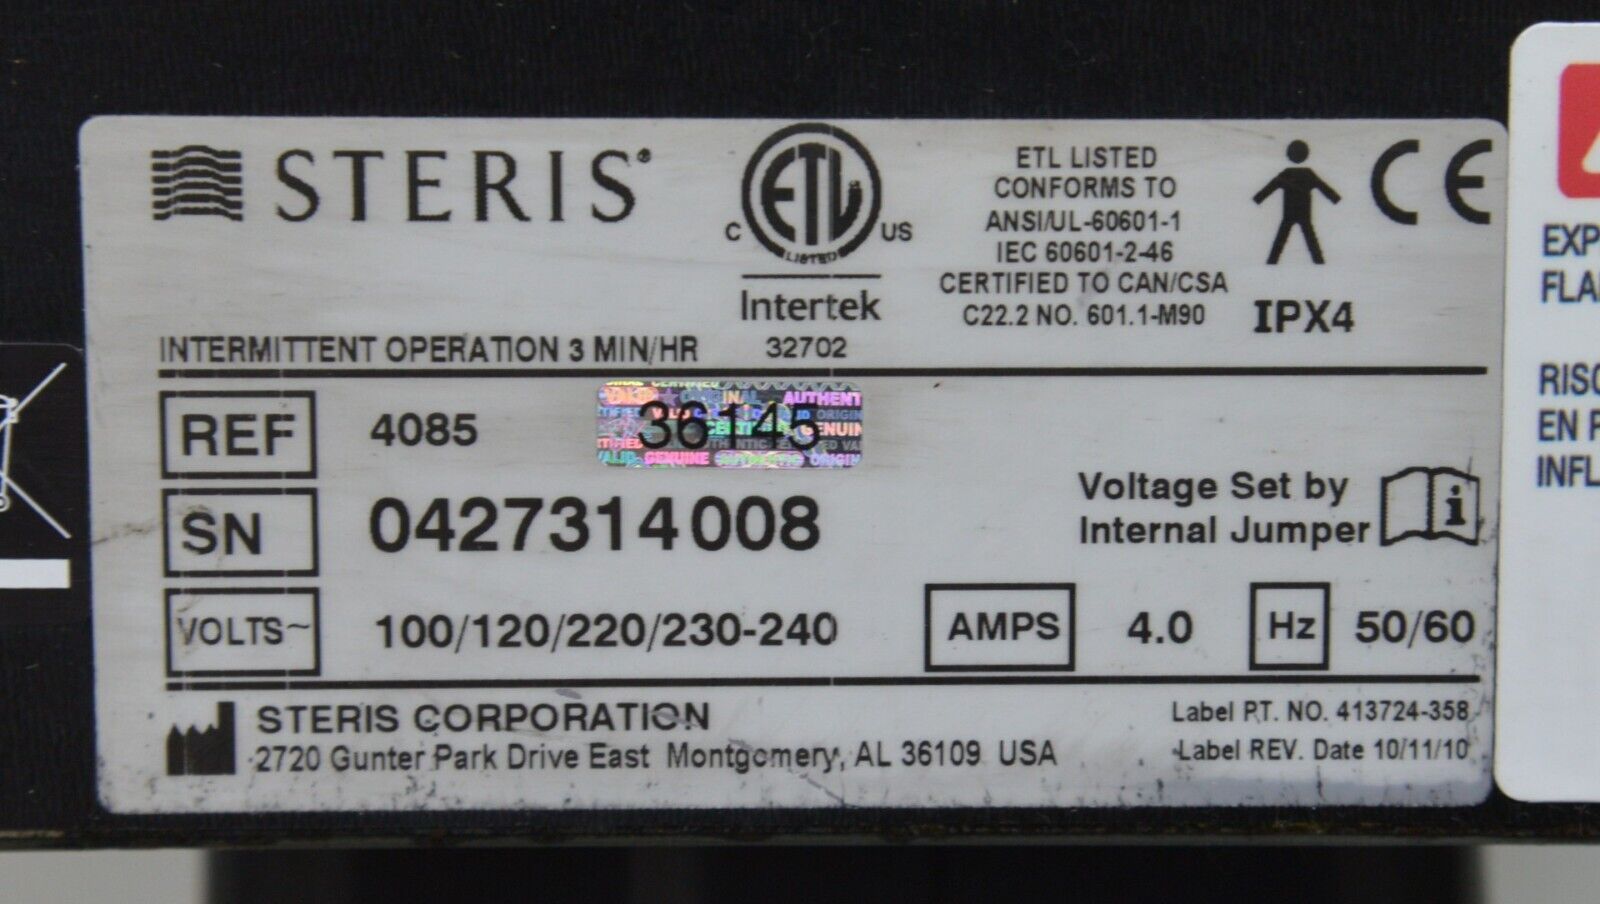 STERIS®
ETL
LISTED
C US
Intertek
32702
ETL LISTED
CONFORMS TO
ANSI/UL-60601-1
IEC 60601-2-46
CERTIFIED TO CAN/CSA
C22.2 NO. 601.1-M90
CE
IPX4
INTERMITTENT OPERATION 3 MIN/HR
REF 4085
36145
SN 0427314008
Voltage Set by
Internal Jumper
VOLTS~ 100/120/220/230-240 AMPS 4.0 Hz 50/60
STERIS CORPORATION
2720 Gunter Park Drive East Montgomery, AL 36109 USA
Label P.T. NO. 413724-358
Label REV. Date 10/11/10
EXP
FLA
RISQ
EN P
INFL